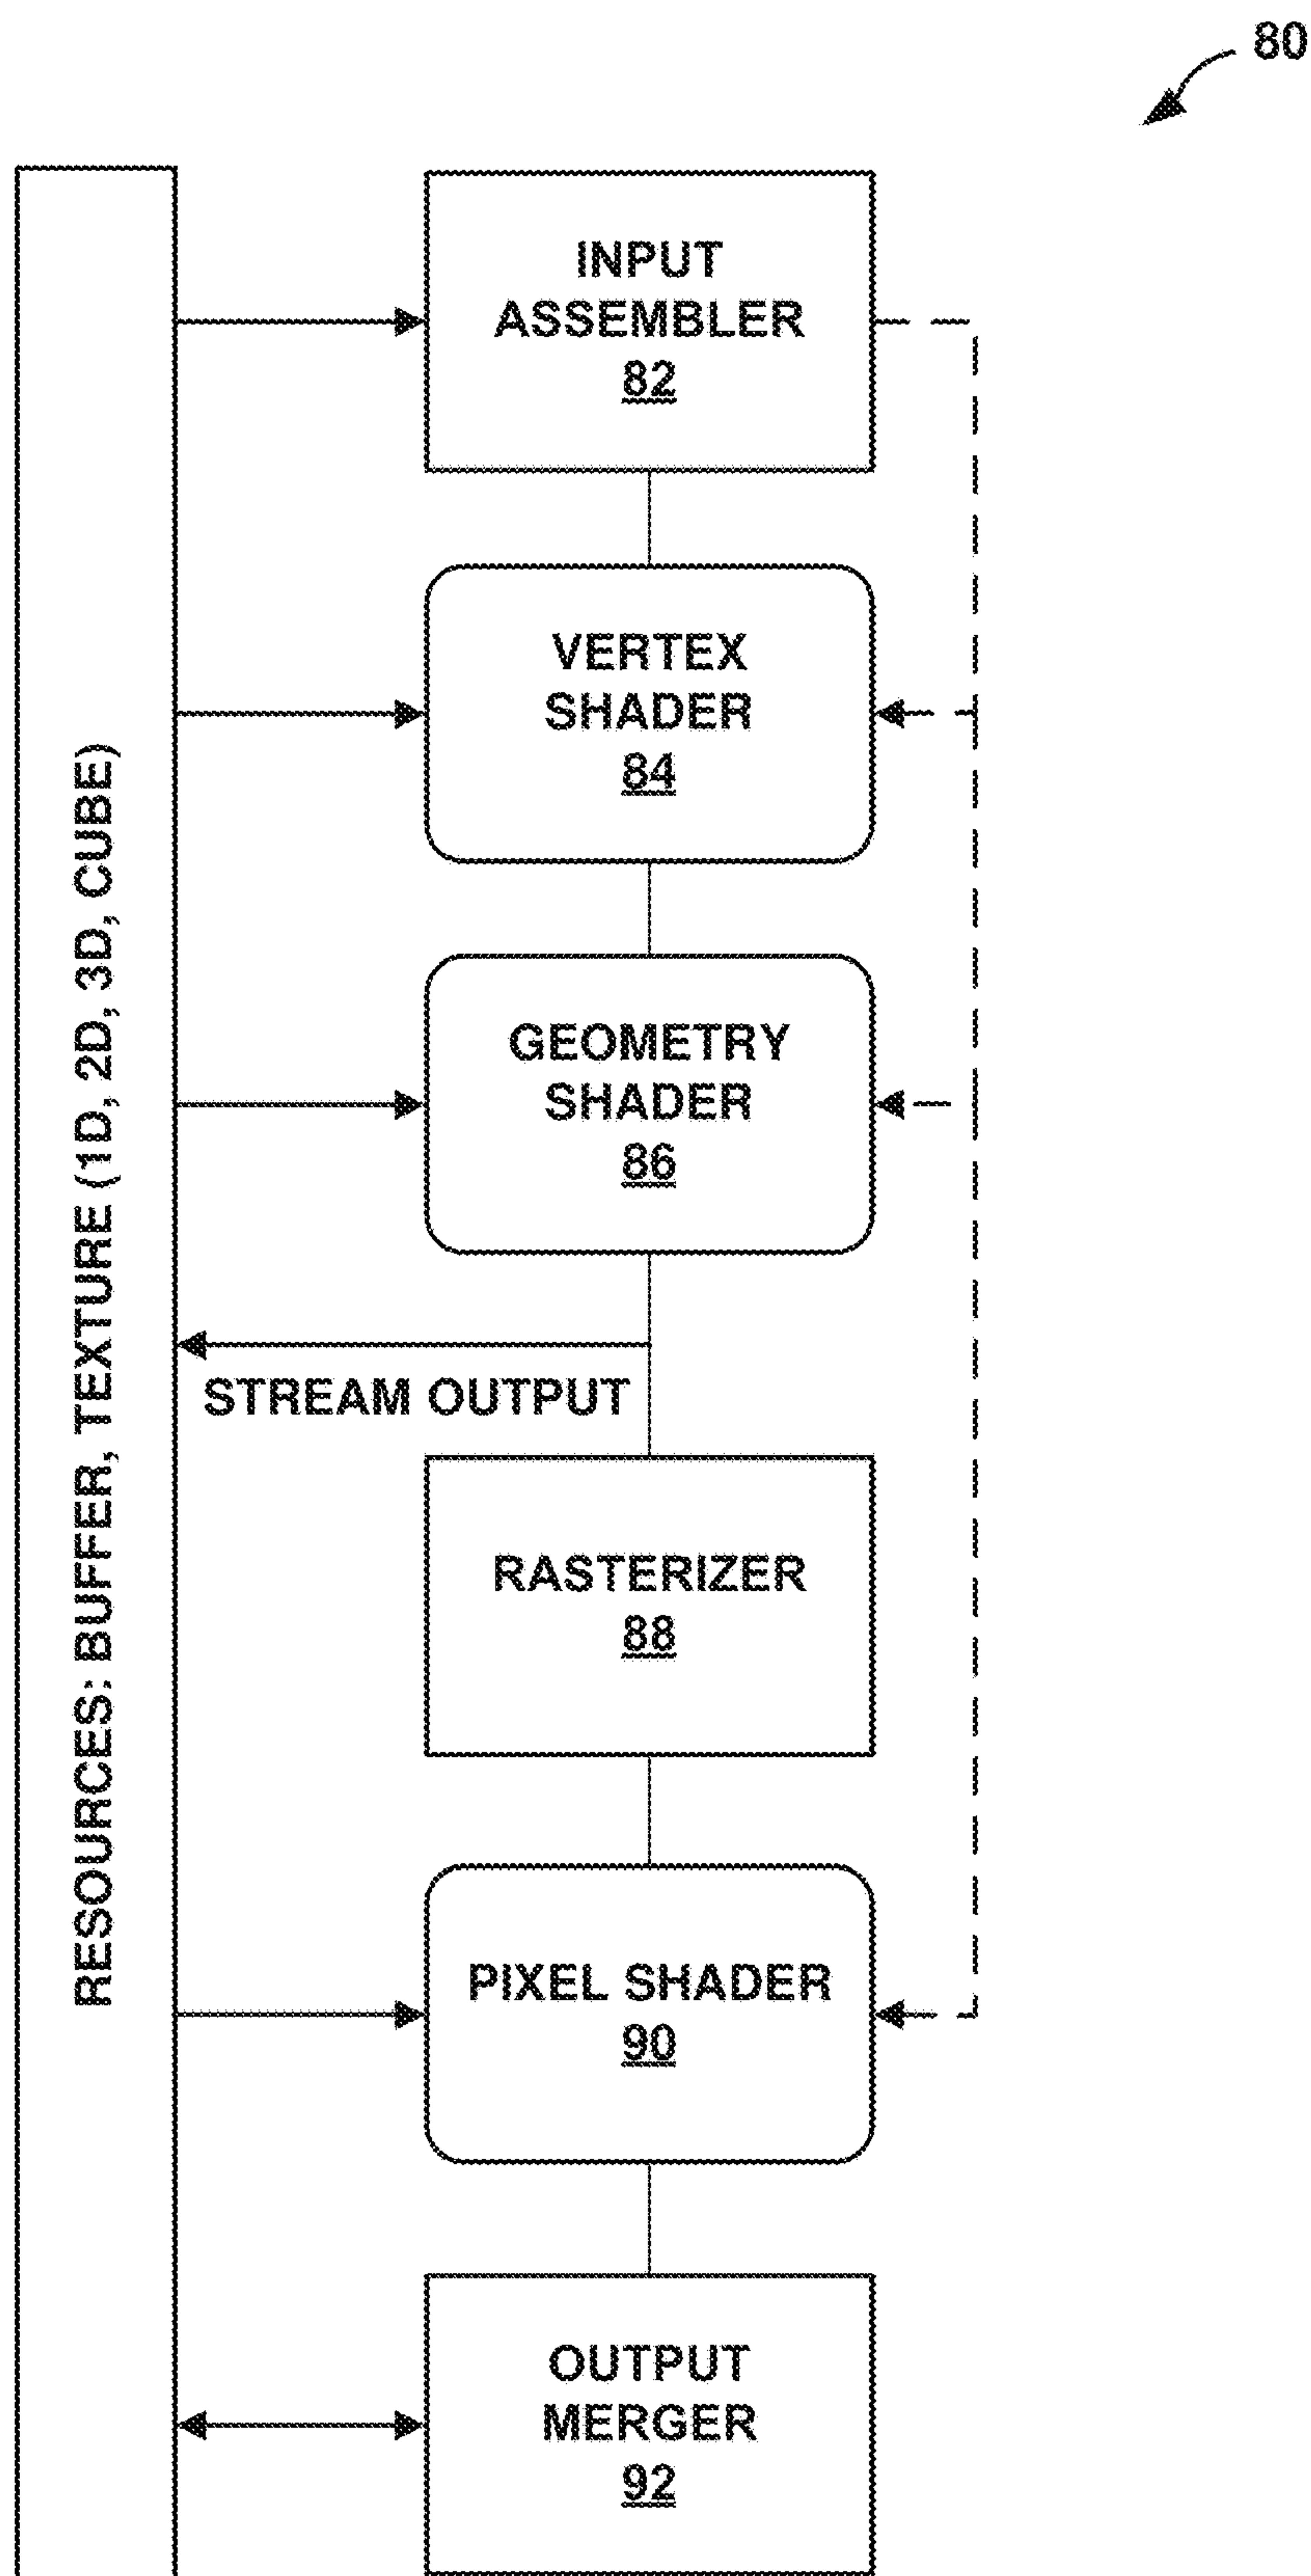 80
INPUT
ASSEMBLER
82
VERTEX
SHADER
84
GEOMETRY
SHADER
86
STREAM OUTPUT
RASTERIZER
88
PIXEL SHADER
90
OUTPUT
MERGER
92
RESOURCES: BUFFER, TEXTURE (1D, 2D, 3D, CUBE)